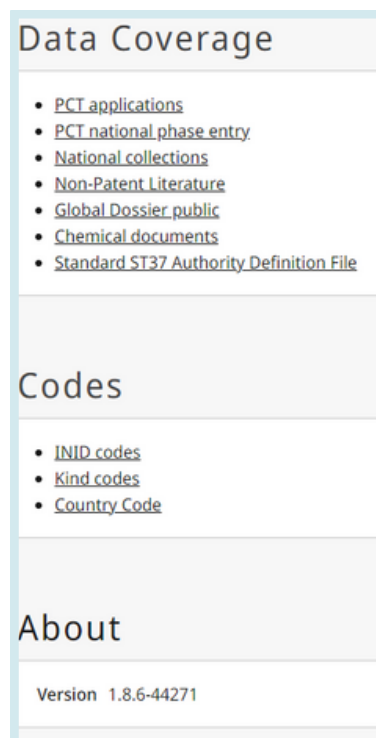 Data Coverage
PCT applications
PCT national phase entry
National collections
Non-Patent Literature
Global Dossier public
Chemical documents
Standard ST37 Authority Definition File
Codes
INID codes
Kind codes
Country Code
About
Version 1.8.6-44271